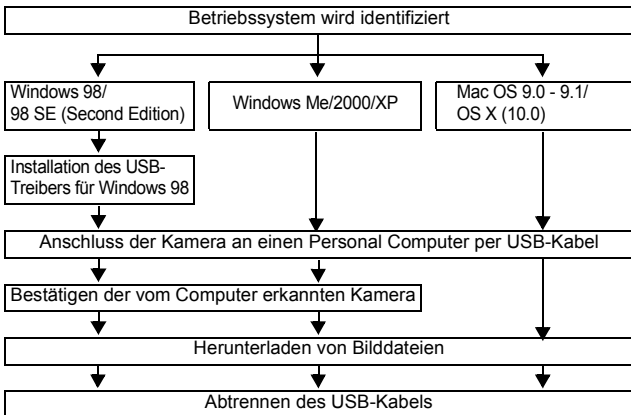 Betriebssystem wird identifiziert
Windows 98/
98 SE (Second Edition)
Windows Me/2000/XP
Mac OS 9.0 - 9.1/
OS X (10.0)
Installation des USB-
Treibers für Windows 98
Anschluss der Kamera an einen Personal Computer per USB-Kabel
Bestätigen der vom Computer erkannten Kamera
Herunterladen von Bilddateien
Abtrennen des USB-Kabels